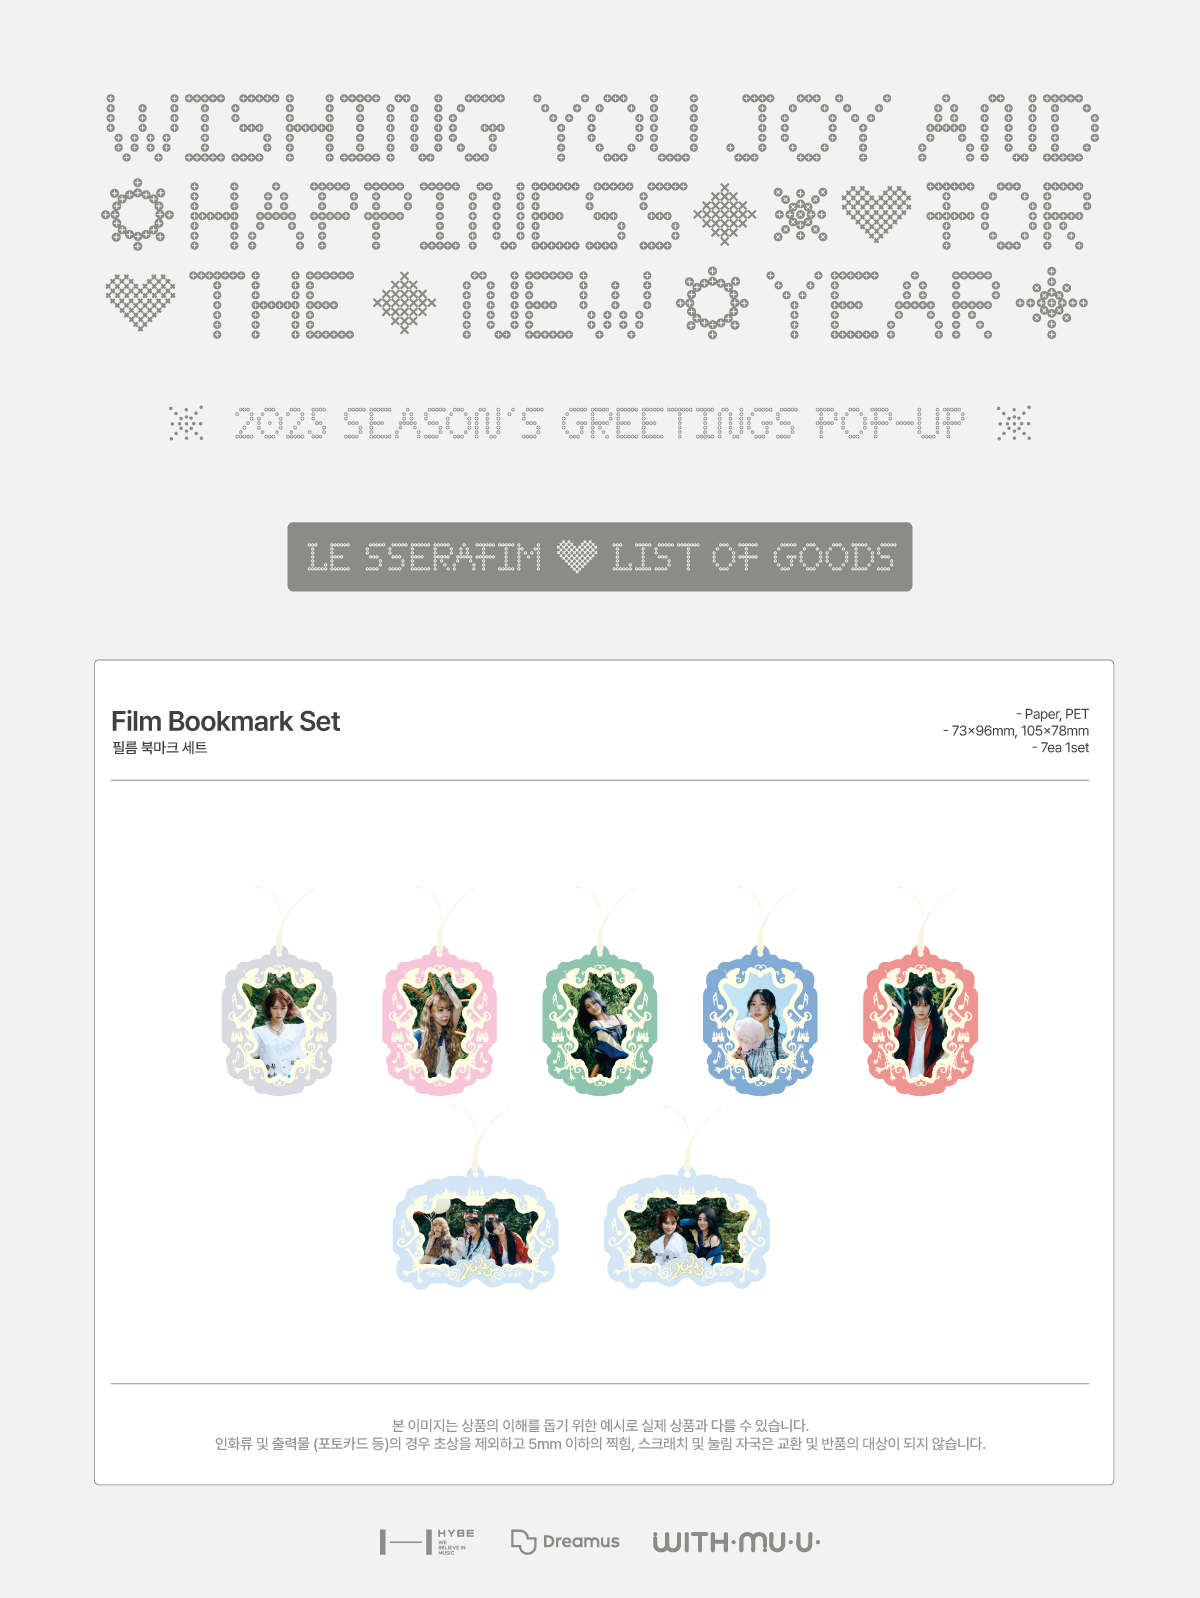 WISHING YOU JOY AND
HAPPINESS FOR
THE NEW YEAR
2025 SEASON'S GREETINGS POP-UP
LE SSERAFIM LIST OF GOODS
Film Bookmark Set
필름 북마크 세트
- Paper, PET
- 73×96mm, 105×78mm
- 7ea 1set
2025 2025
본 이미지는 상품의 이해를 돕기 위한 예시로 실제 상품과 다를 수 있습니다.
인화류 및 출력물 (포토카드 등)의 경우 초상을 제외하고 5mm 이하의 찍힘, 스크래치 및 눌림 자국은 교환 및 반품의 대상이 되지 않습니다.
HYBE
WE
BELIEVE IN
MUSIC
Dreamus
WITH·MU·U·